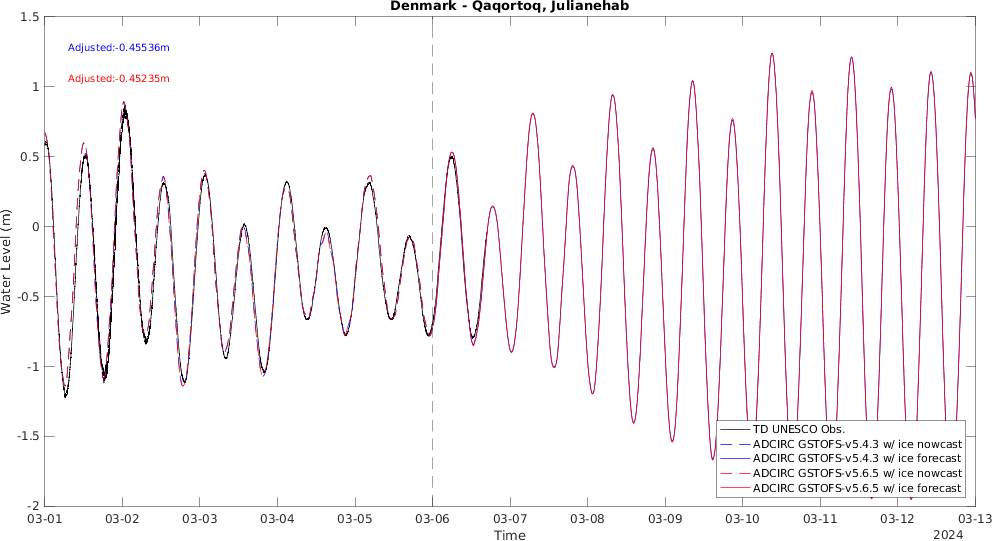 Denmark - Qaqortoq, Julianehab
Adjusted:-0.45536m
Adjusted:-0.45235m
Water Level (m)
1.5
1
0.5
0
-0.5
-1
-1.5
-2
TD UNESCO Obs.
ADCIRC GSTOFS-v5.4.3 w/ ice nowcast
ADCIRC GSTOFS-v5.4.3 w/ ice forecast
ADCIRC GSTOFS-v5.6.5 w/ ice nowcast
ADCIRC GSTOFS-v5.6.5 w/ ice forecast
03-01 03-02 03-03 03-04 03-05 03-06 03-07 03-08 03-09 03-10 03-11 03-12 03-13
Time
2024